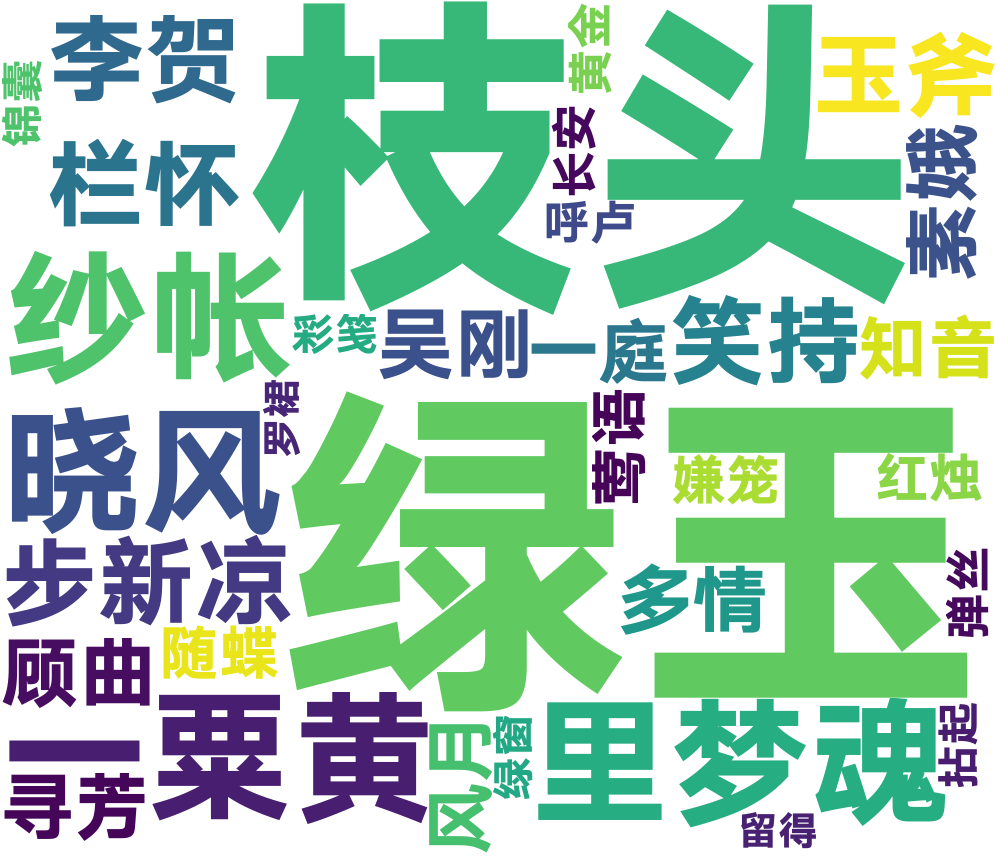 李贺
锦囊
枝头
黄金
长安
呼卢
玉斧
素娥
栏怀
纱帐
彩笺
吴刚
一庭
笑持
知音
晓风
罗裙
绿玉
莺语
嫌笼
红烛
步新凉
多情
弹丝
顾曲
随蝶
一粟黄
里梦魂
风月
绿窗
拈起
寻芳
留得